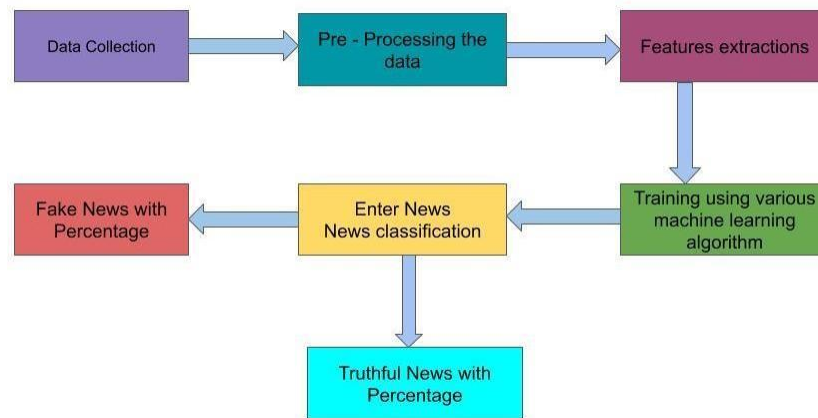 Data Collection
Pre - Processing the
data
Features extractions
Fake News with
Percentage
Enter News
News classification
Training using various
machine learning
algorithm
Truthful News with
Percentage